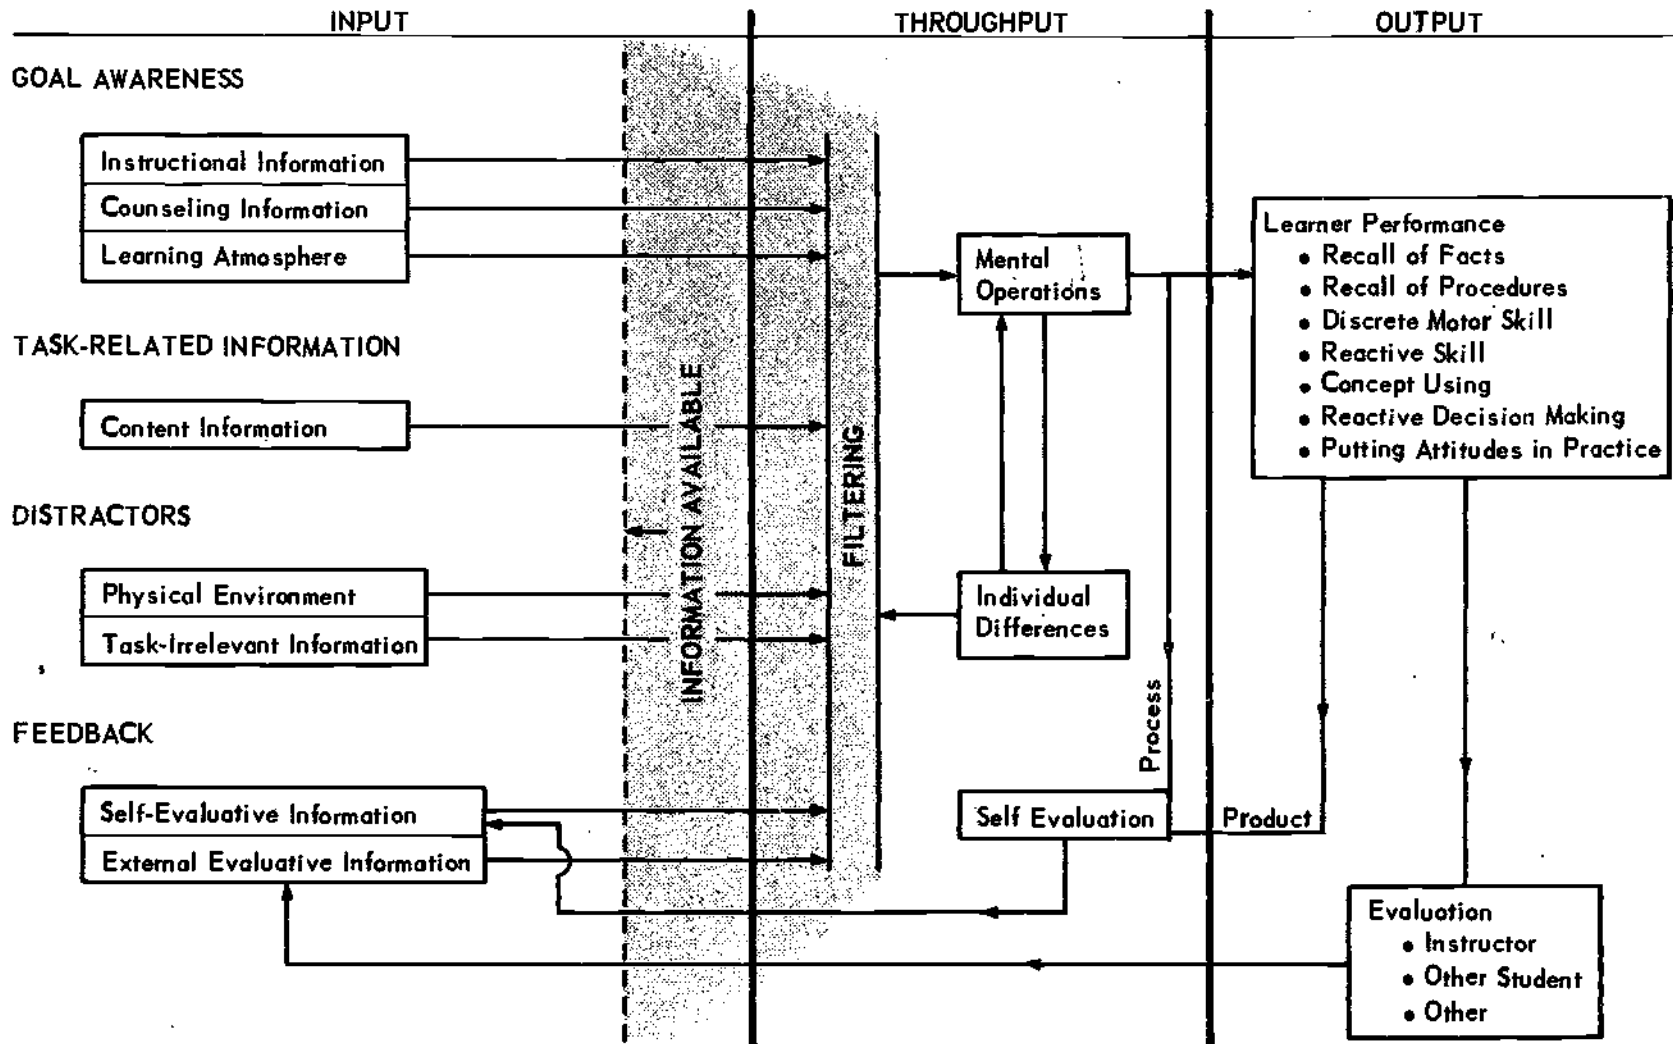 INPUT
THROUGHPUT
OUTPUT
GOAL AWARENESS
Instructional Information
Counseling Information
Learning Atmosphere
TASK-RELATED INFORMATION
Content Information
DISTRACTORS
Physical Environment
Task-Irrelevant Information
FEEDBACK
Self-Evaluative Information
External Evaluative Information
INFORMATION AVAILABLE
FILTERING
Mental
Operations
Individual
Differences
Process
Self Evaluation
Product
Learner Performance
• Recall of Facts
• Recall of Procedures
• Discrete Motor Skill
• Reactive Skill
• Concept Using
• Reactive Decision Making
• Putting Attitudes in Practice
Evaluation
• Instructor
• Other Student
• Other